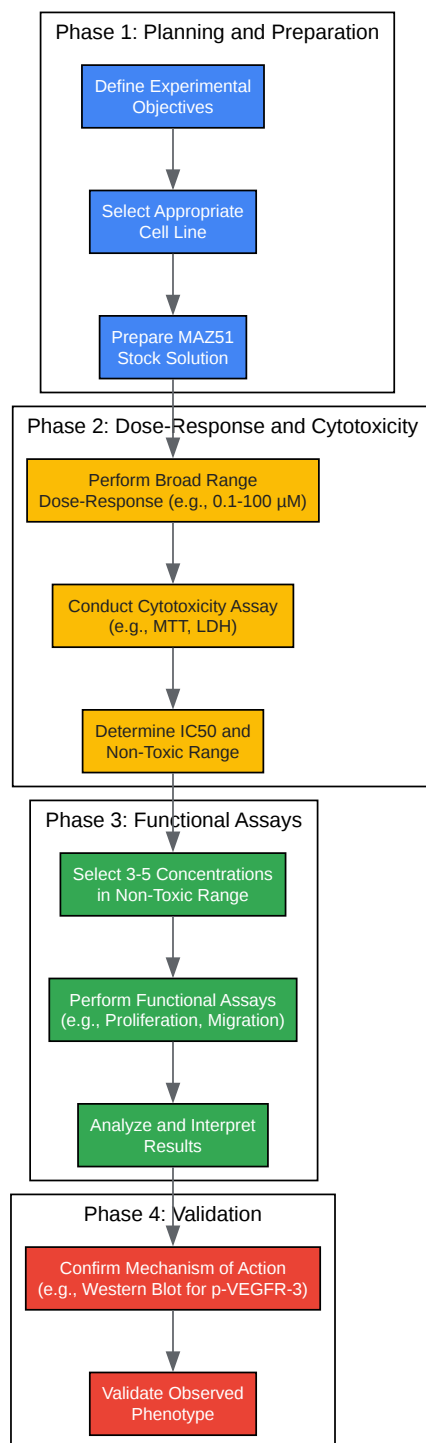 Phase 1: Planning and Preparation
Define Experimental
Objectives
Select Appropriate
Cell Line
Prepare MAZ51
Stock Solution
Phase 2: Dose-Response and Cytotoxicity
Perform Broad Range
Dose-Response (e.g., 0.1-100 µM)
Conduct Cytotoxicity Assay
(e.g., MTT, LDH)
Determine IC50 and
Non-Toxic Range
Phase 3: Functional Assays
Select 3-5 Concentrations
in Non-Toxic Range
Perform Functional Assays
(e.g., Proliferation, Migration)
Analyze and Interpret
Results
Phase 4: Validation
Confirm Mechanism of Action
(e.g., Western Blot for p-VEGFR-3)
Validate Observed
Phenotype